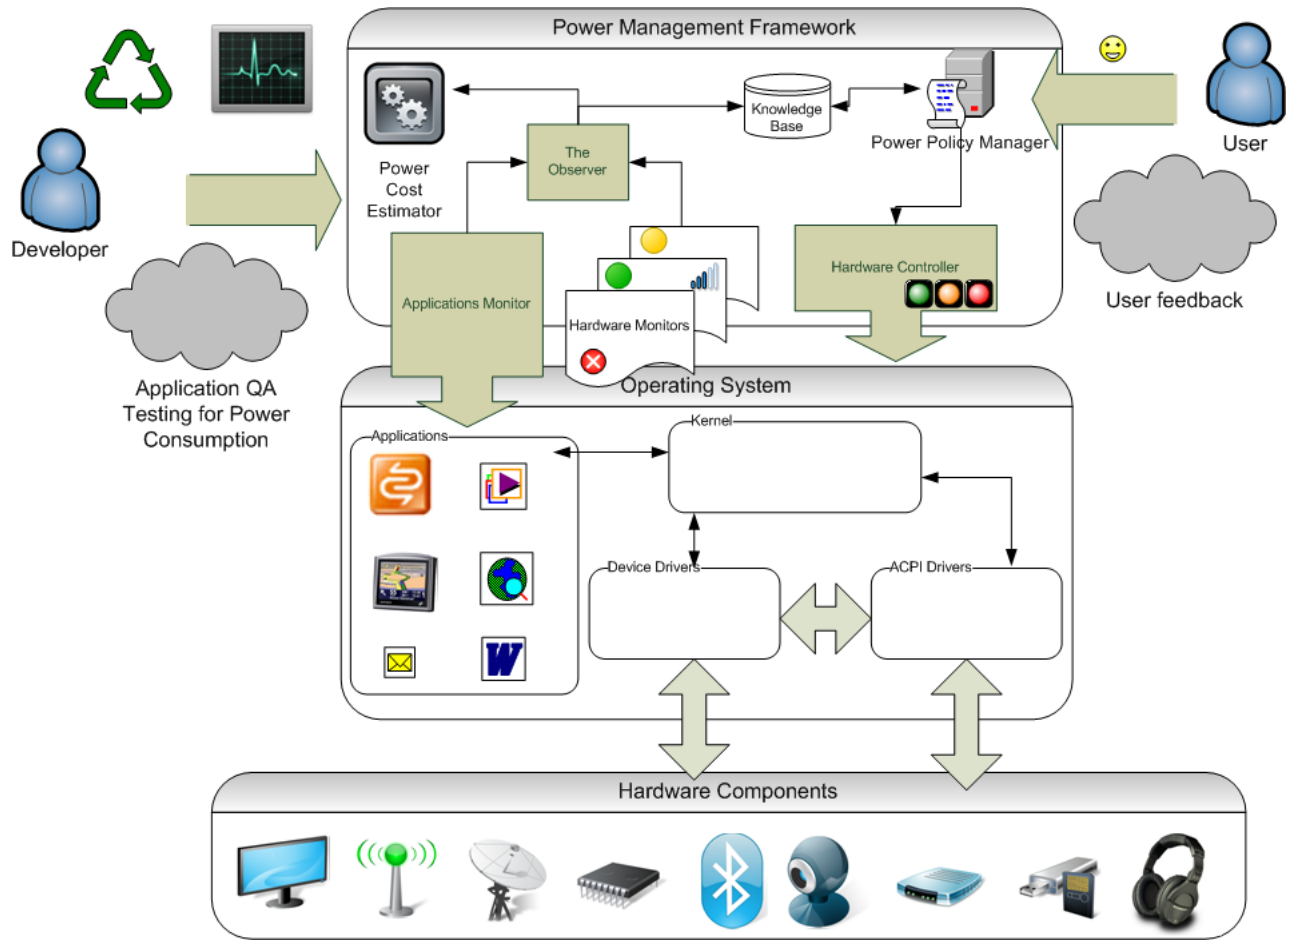 Power Management Framework
Knowledge
Base
Power Policy Manager
User
The
Observer
Power
Cost
Estimator
Developer
Hardware Controller
Applications Monitor
Hardware Monitors
User feedback
Application QA
Testing for Power
Consumption
Operating System
Kernel
Applications
Device Drivers
ACPI Drivers
W
Hardware Components